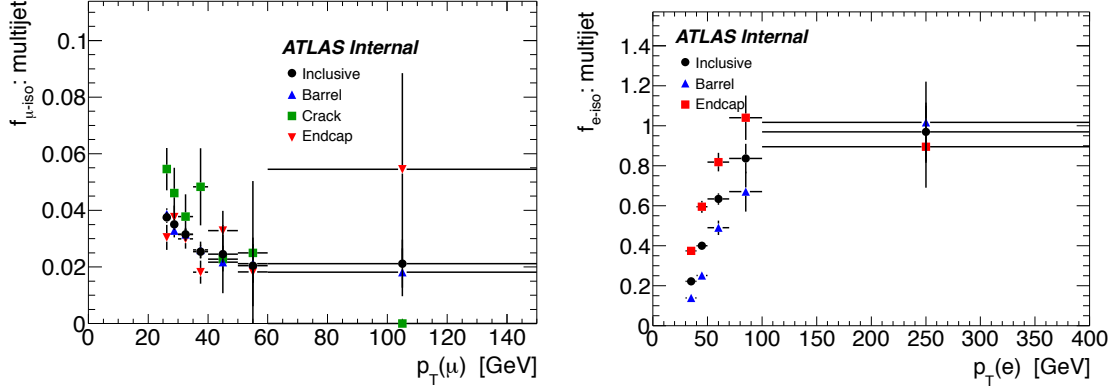 f_μ-iso: multijet
0.1
0.08
0.06
0.04
0.02
0
ATLAS Internal
Inclusive
Barrel
Crack
Endcap
0 20 40 60 80 100 120 140
p_T(μ) [GeV]
f_e-iso: multijet
1.4
1.2
1
0.8
0.6
0.4
0.2
0
ATLAS Internal
Inclusive
Barrel
Endcap
0 50 100 150 200 250 300 350 400
p_T(e) [GeV]